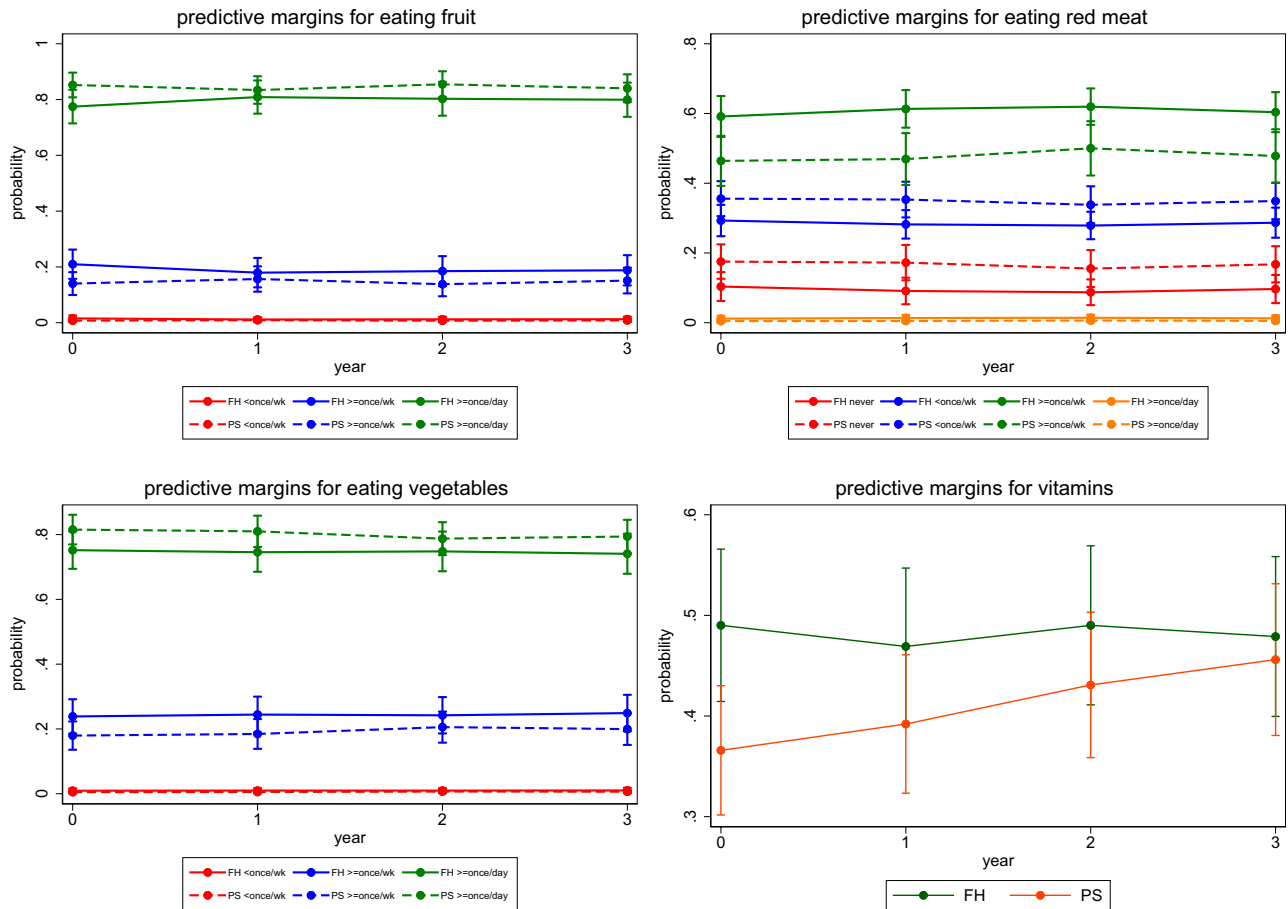 predictive margins for eating fruit
probability
1
.8
.6
.4
.2
0
0 1 2 3
year
FH <once/wk FH >=once/wk FH >=once/day
PS <once/wk PS >=once/wk PS >=once/day
predictive margins for eating red meat
probability
.8
.6
.4
.2
0
0 1 2 3
year
FH never FH <once/wk FH >=once/wk FH >=once/day
PS never PS <once/wk PS >=once/wk PS >=once/day
predictive margins for eating vegetables
probability
.8
.6
.4
.2
0
0 1 2 3
year
FH <once/wk FH >=once/wk FH >=once/day
PS <once/wk PS >=once/wk PS >=once/day
predictive margins for vitamins
probability
.6
.5
.4
.3
0 1 2 3
year
FH PS